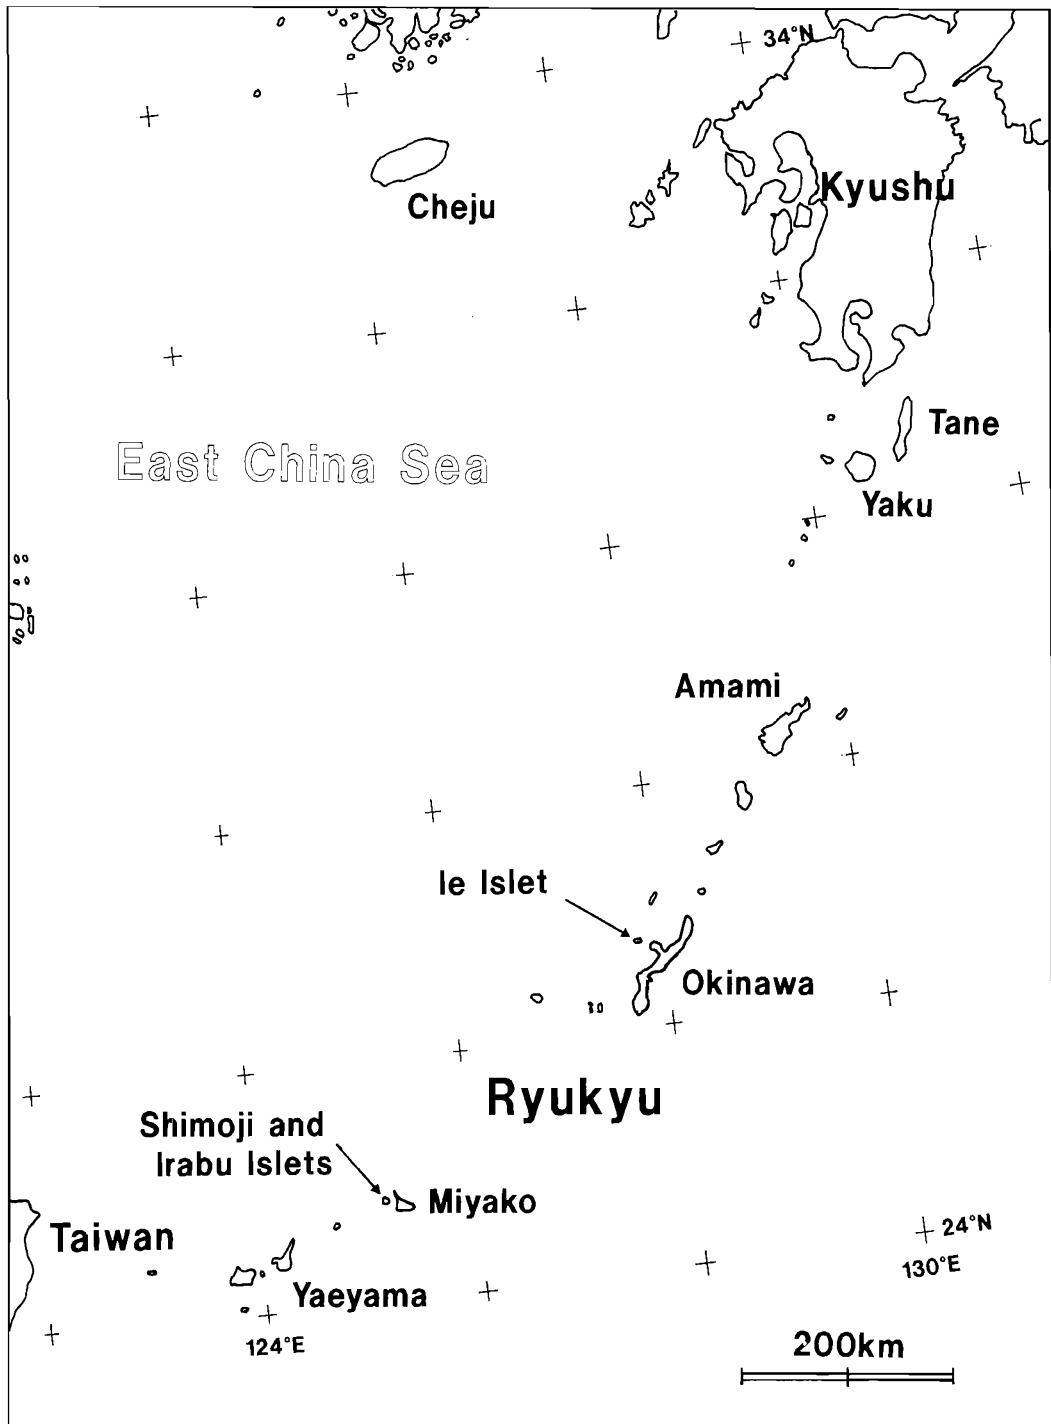 34°N
Cheju
Kyushu
East China Sea
Tane
Yaku
Amami
Ie Islet
Okinawa
Ryukyu
Shimoji and
Irabu Islets
Miyako
Taiwan
24°N
130°E
Yaeyama
124°E
200km